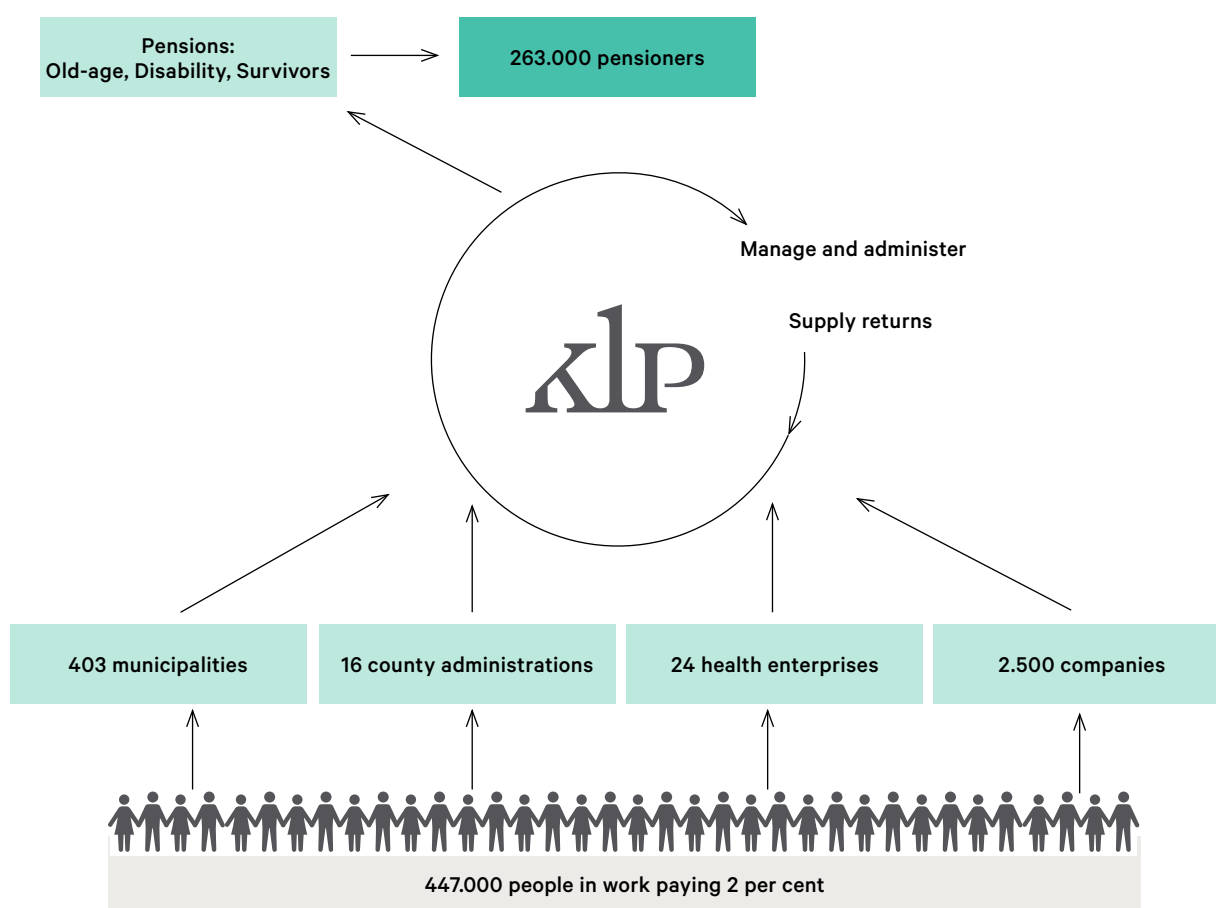 Pensions:
Old-age, Disability, Survivors
263.000 pensioners
Manage and administer
Supply returns
KLP
403 municipalities
16 county administrations
24 health enterprises
2.500 companies
447.000 people in work paying 2 per cent